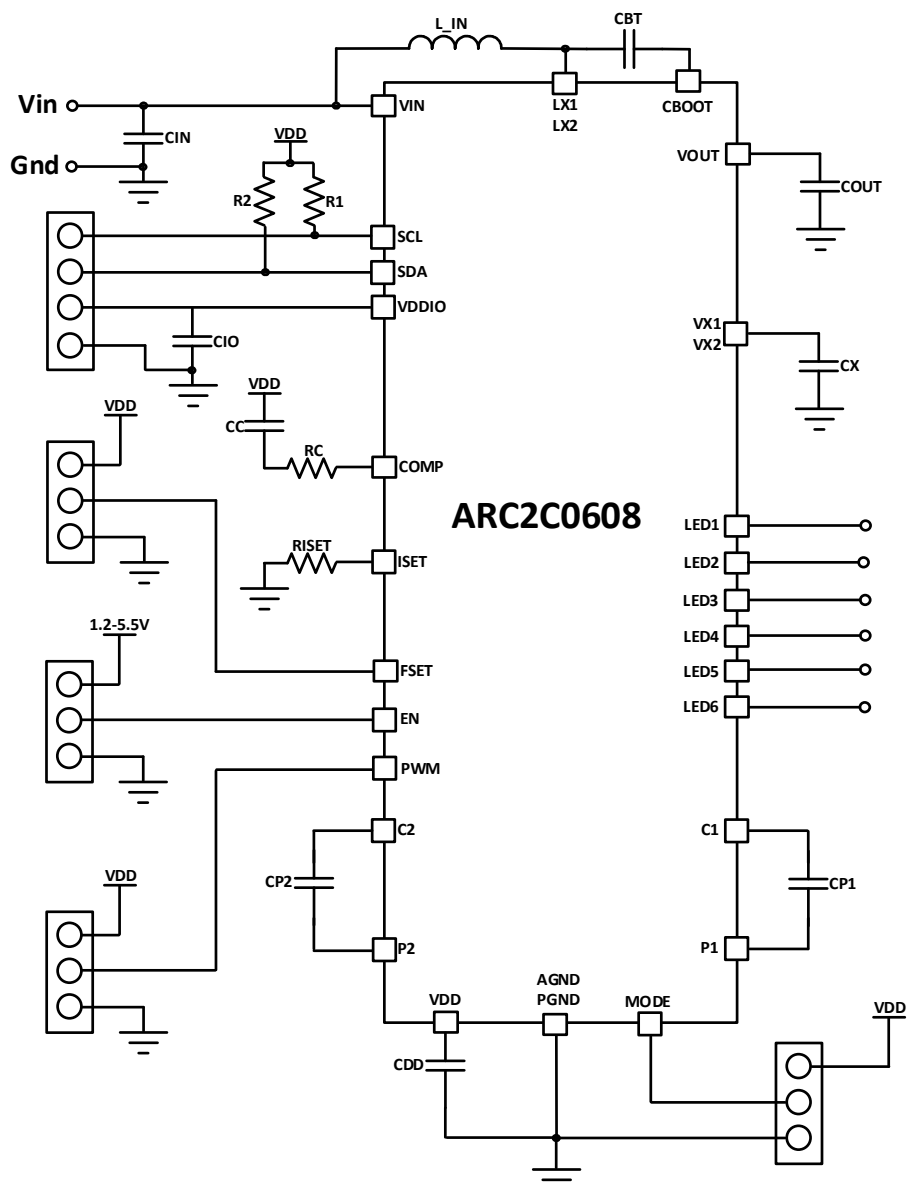 L_IN
CBT
Vin
VIN
LX1
LX2
CBOOT
CIN
VDD
VOUT
Gnd
R2
R1
COUT
SCL
SDA
VDDIO
VX1
VX2
CIO
CX
VDD
VDD
CC
RC
COMP
ARC2C0608
LED1
RISET
ISET
LED2
LED3
1.2-5.5V
LED4
FSET
LED5
LED6
EN
PWM
C2
C1
VDD
CP2
CP1
P2
P1
AGND
PGND
VDD
MODE
VDD
CDD